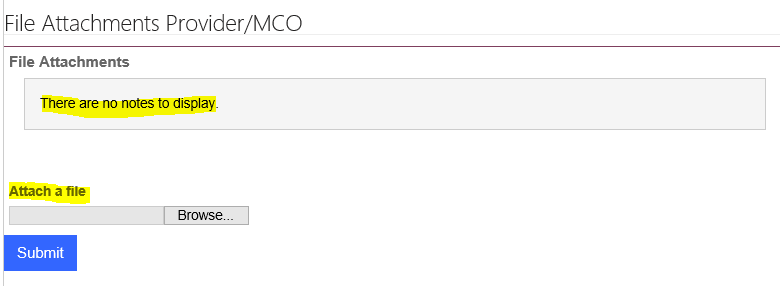 File Attachments Provider/MCO
File Attachments
There are no notes to display.
Attach a file
Browse...
Submit